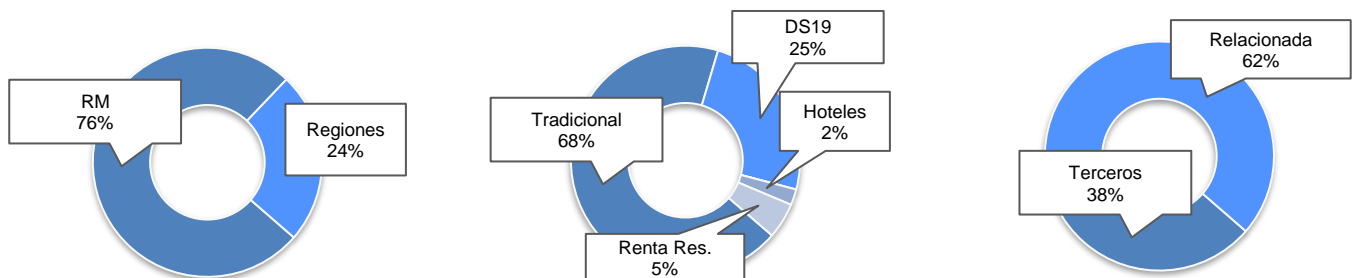 RM
76%
Regiones
24%
Tradicional
68%
DS19
25%
Hoteles
2%
Renta Res.
5%
Relacionada
62%
Terceros
38%